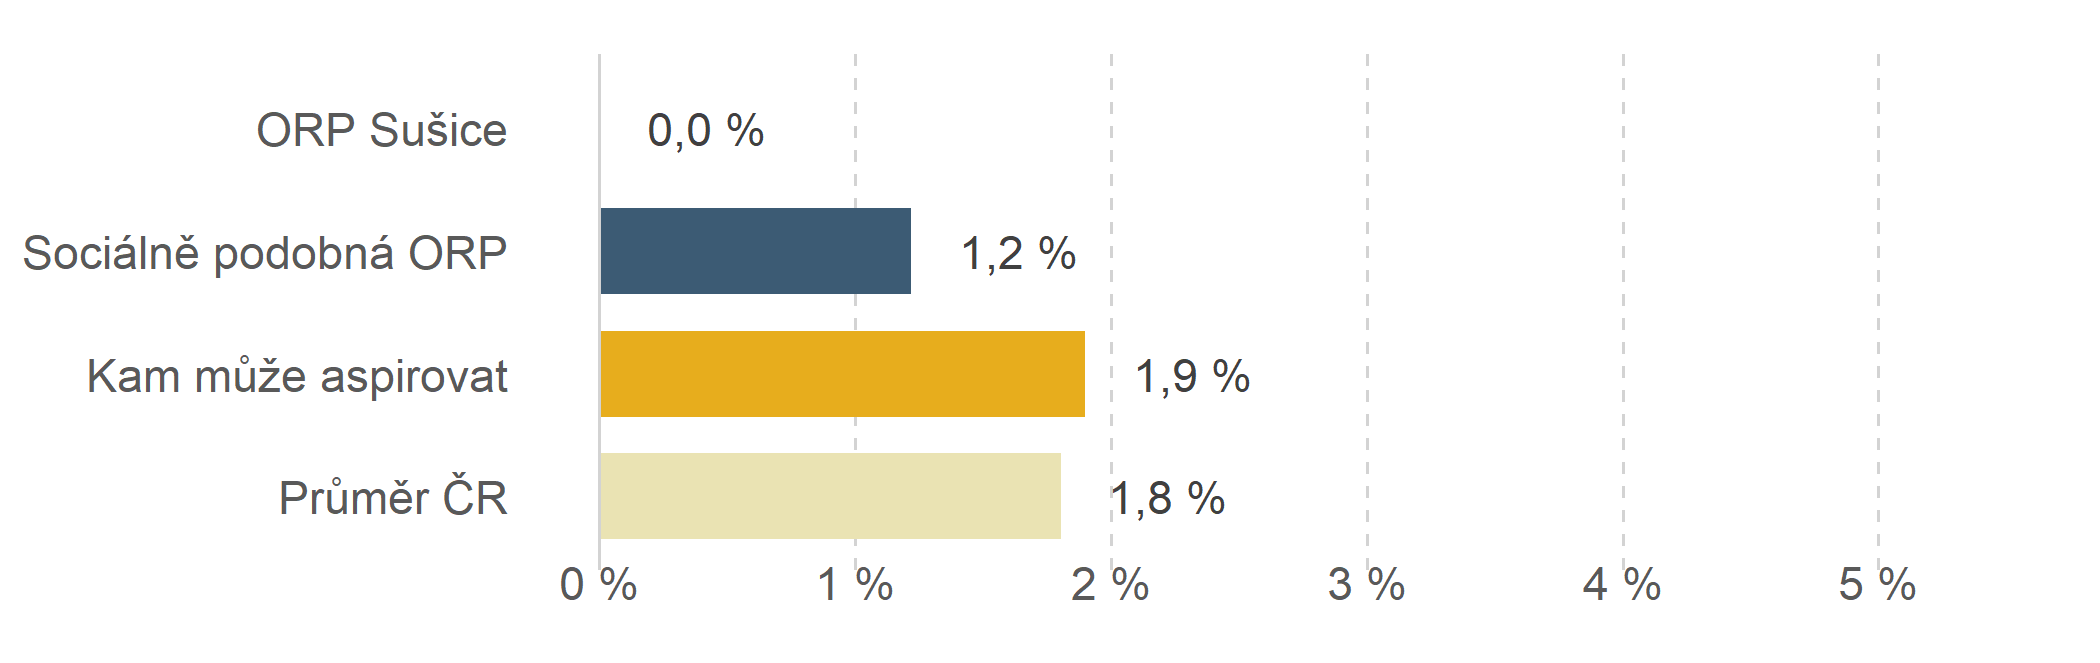 ORP Sušice
0,0 %
Sociálně podobná ORP
1,2 %
Kam může aspirovat
1,9 %
Průměr ČR
1,8 %
0 %
1 %
2 %
3 %
4 %
5 %